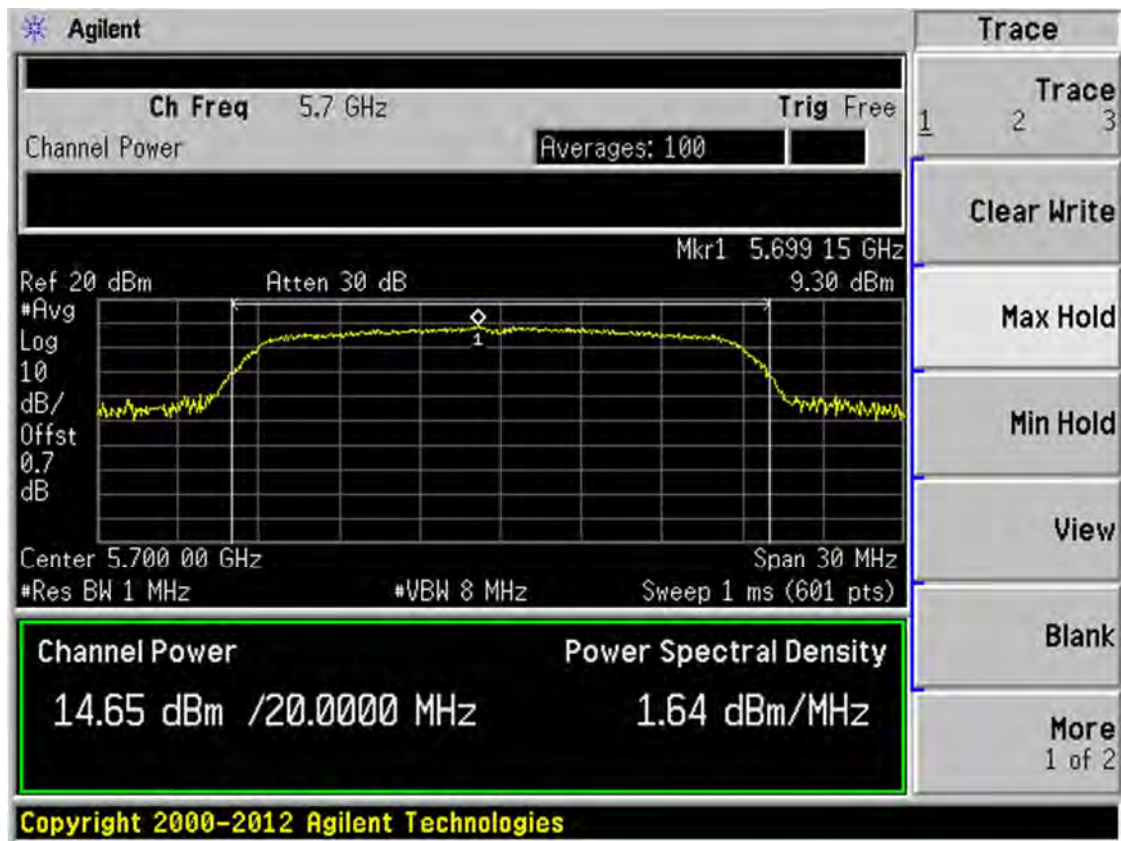 Agilent
Ch Freq 5.7 GHz Trig Free
Channel Power Averages: 100
Mkr1 5.699 15 GHz
Ref 20 dBm Atten 30 dB 9.30 dBm
#Avg
Log
10
dB/
Offst
0.7
dB
1
Center 5.700 00 GHz Span 30 MHz
#Res BW 1 MHz #VBW 8 MHz Sweep 1 ms (601 pts)
Channel Power Power Spectral Density
14.65 dBm /20.0000 MHz 1.64 dBm/MHz
Copyright 2000-2012 Agilent Technologies
Trace
Trace
1 2 3
Clear Write
Max Hold
Min Hold
View
Blank
More
1 of 2